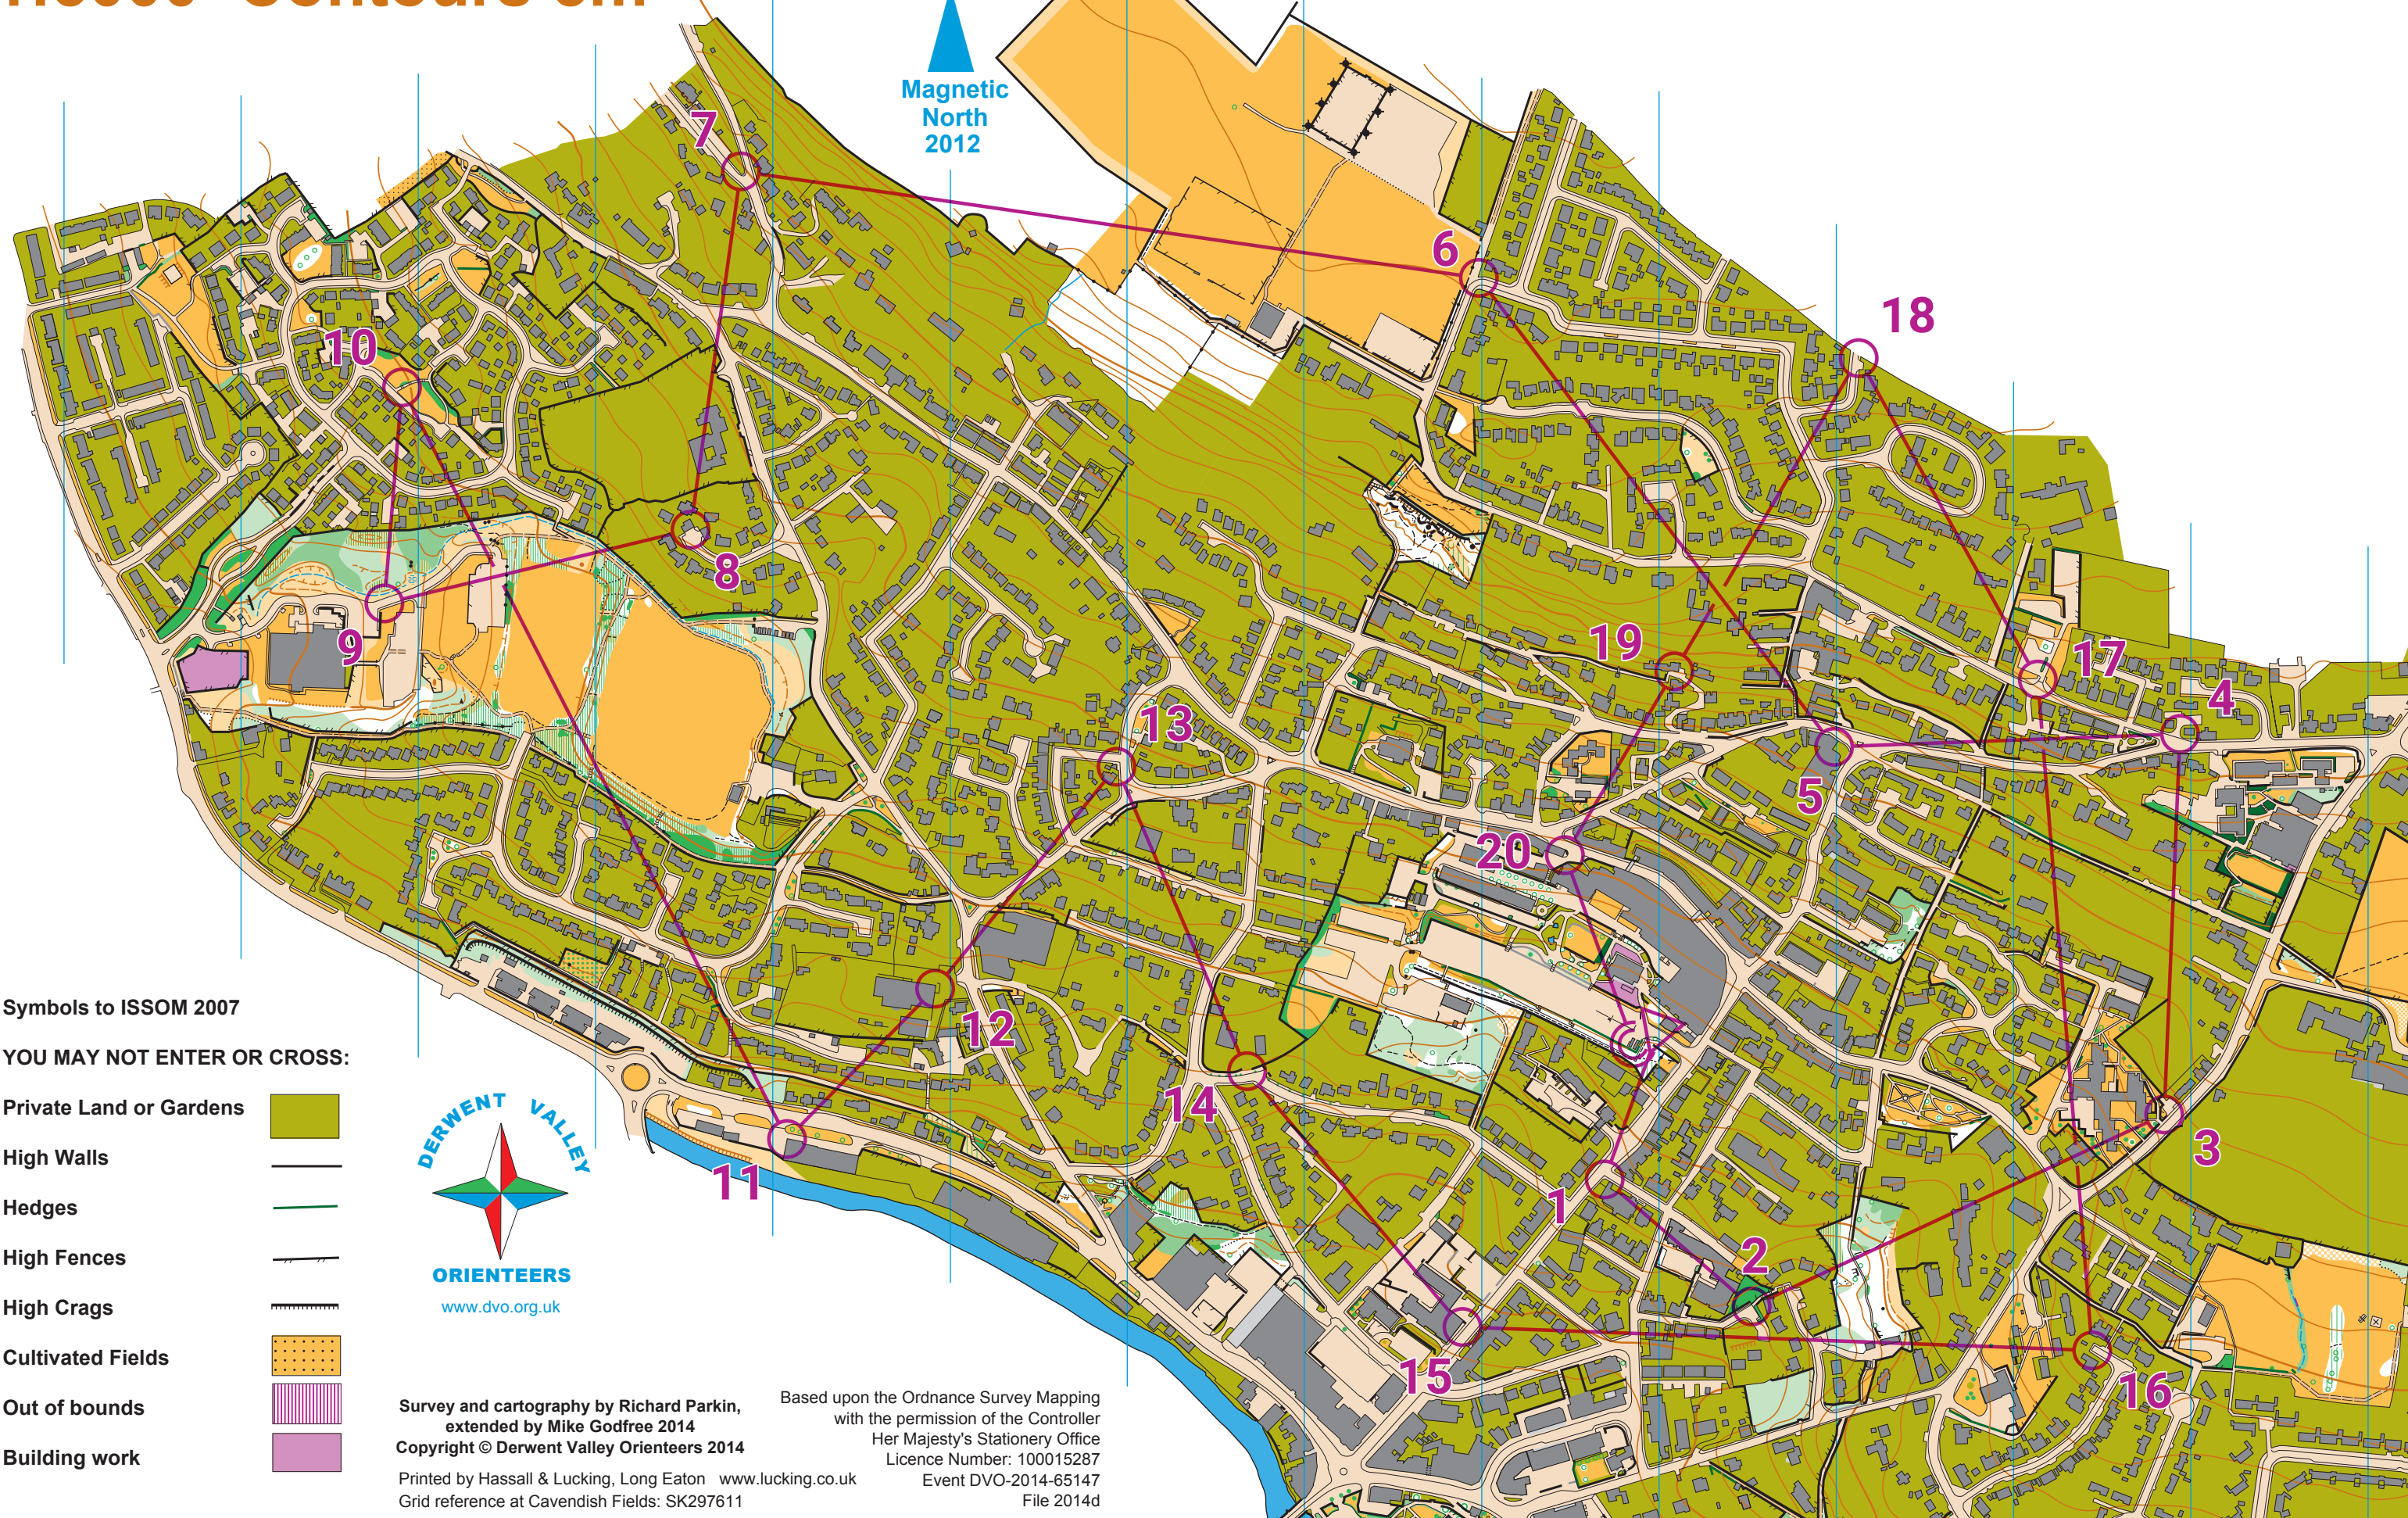 Magnetic
North
2012
7
6
18
10
8
19
9
17
4
13
5
20
12
14
3
11
1
2
15
16
Symbols to ISSOM 2007
YOU MAY NOT ENTER OR CROSS:
Private Land or Gardens
High Walls
Hedges
High Fences
High Crags
Cultivated Fields
Out of bounds
Building work
DERWENT VALLEY
ORIENTEERS
www.dvo.org.uk
Survey and cartography by Richard Parkin,
extended by Mike Godfree 2014
Copyright © Derwent Valley Orienteers 2014
Printed by Hassall & Lucking, Long Eaton www.lucking.co.uk
Grid reference at Cavendish Fields: SK297611
Based upon the Ordnance Survey Mapping
with the permission of the Controller
Her Majesty's Stationery Office
Licence Number: 100015287
Event DVO-2014-65147
File 2014d